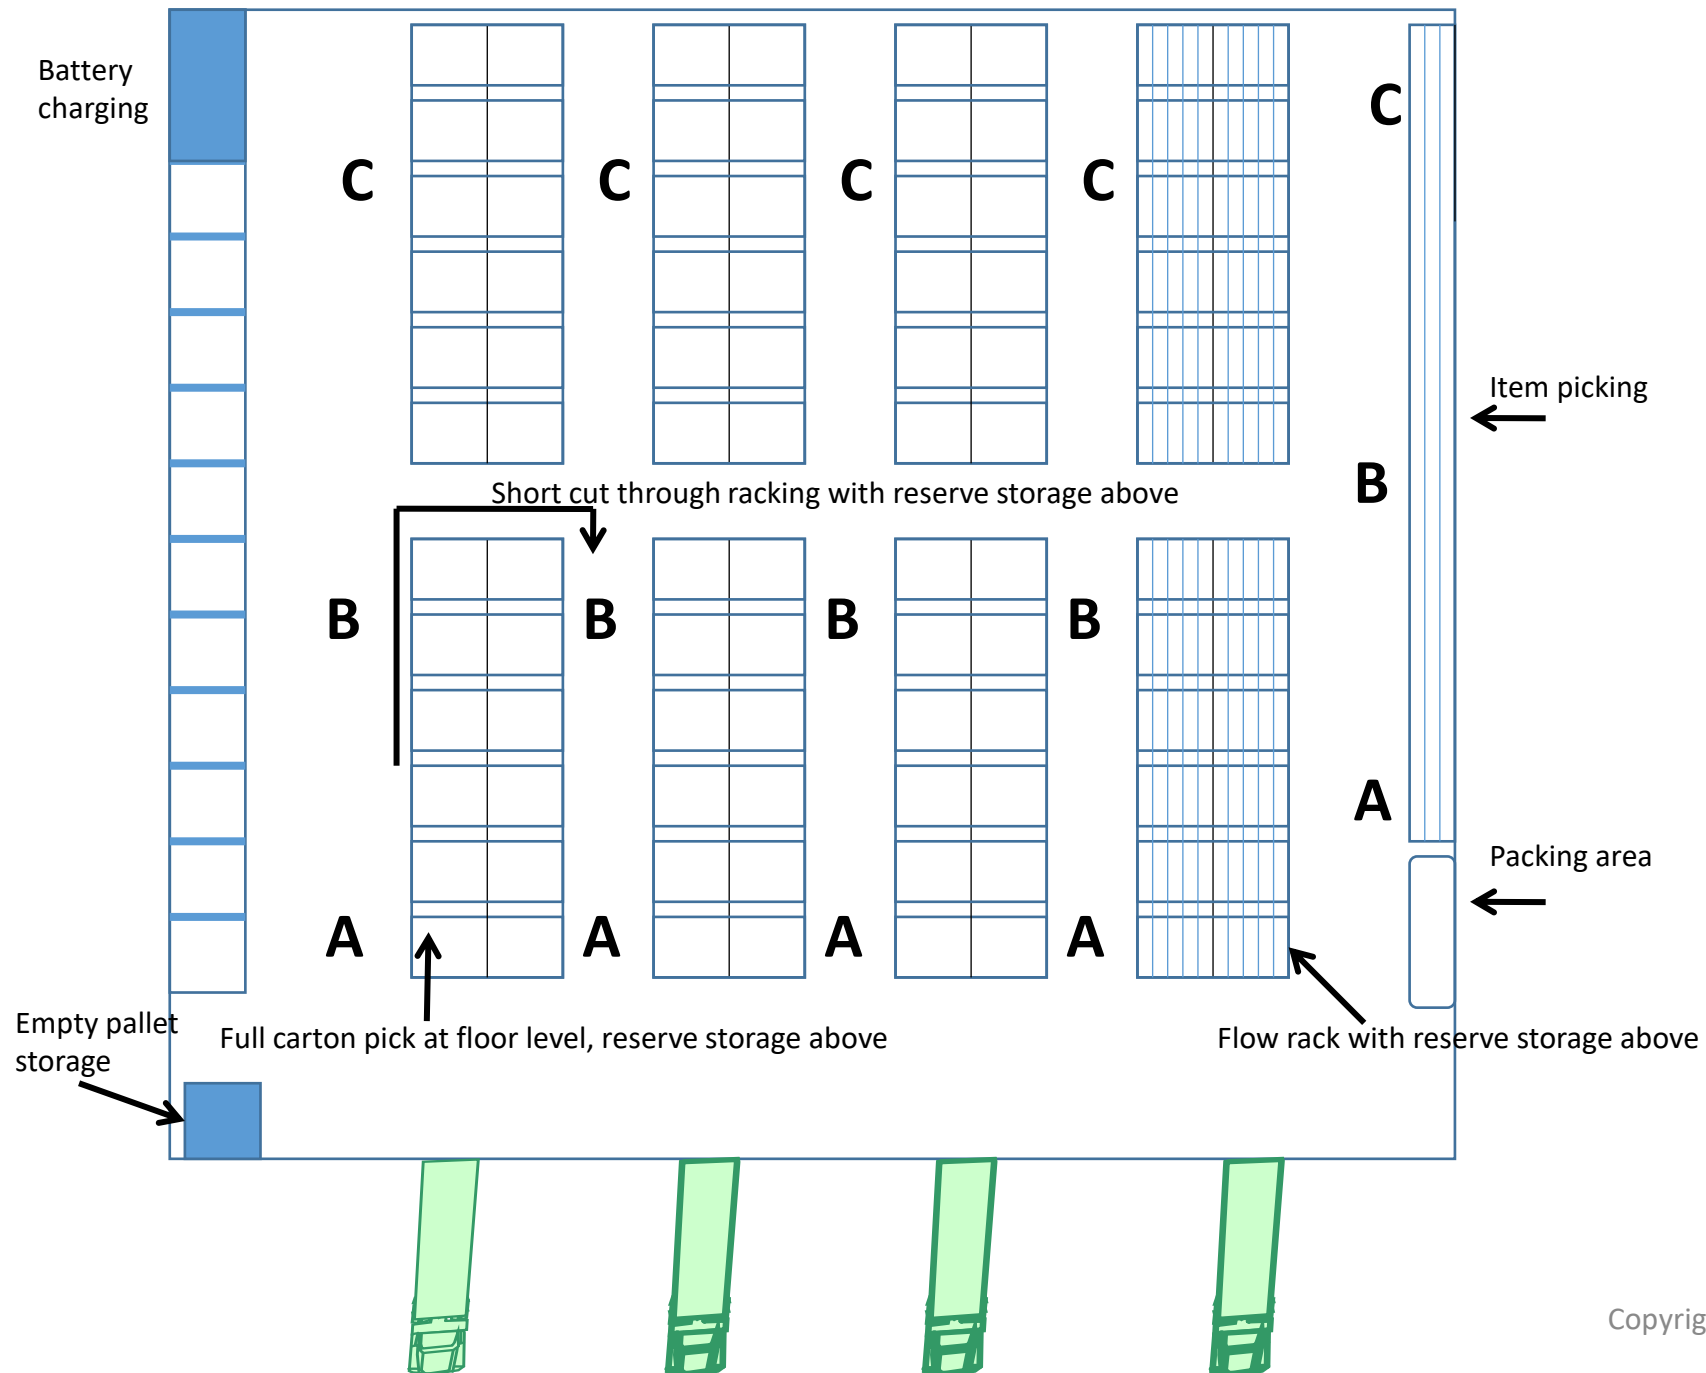 Battery
charging
C
C
C
C
C
Item picking
Short cut through racking with reserve storage above
B
B
B
B
B
A
Packing area
A
A
A
A
Empty pallet
storage
Full carton pick at floor level, reserve storage above
Flow rack with reserve storage above
Copyrig